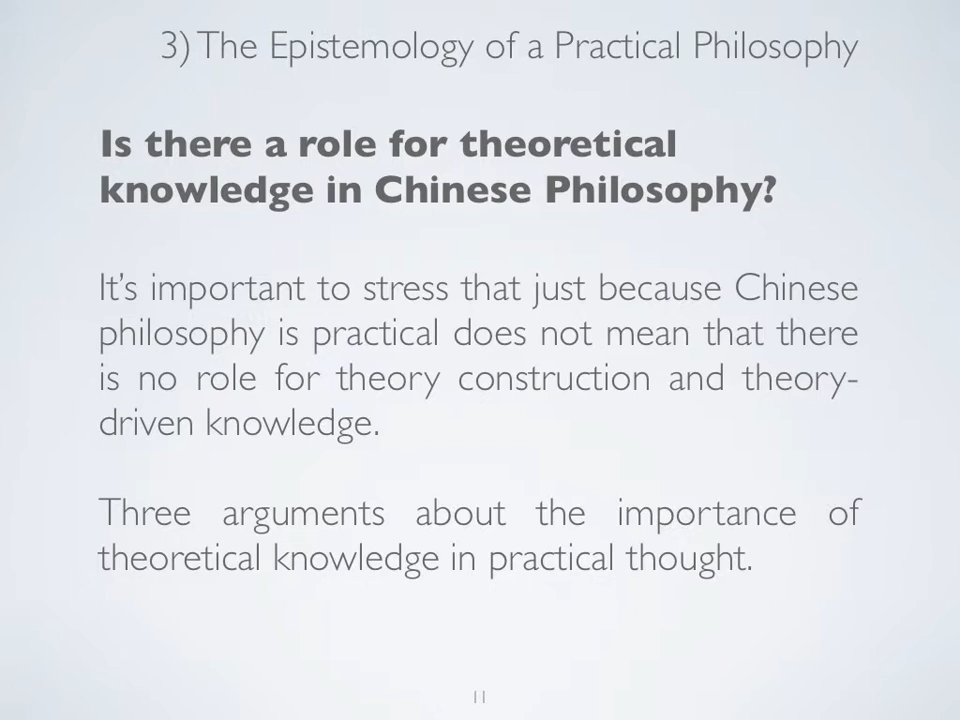 3) The Epistemology of a Practical Philosophy
Is there a role for theoretical
knowledge in Chinese Philosophy?
It’s important to stress that just because Chinese
philosophy is practical does not mean that there
is no role for theory construction and theory-
driven knowledge.
Three arguments about the importance of
theoretical knowledge in practical thought.
11